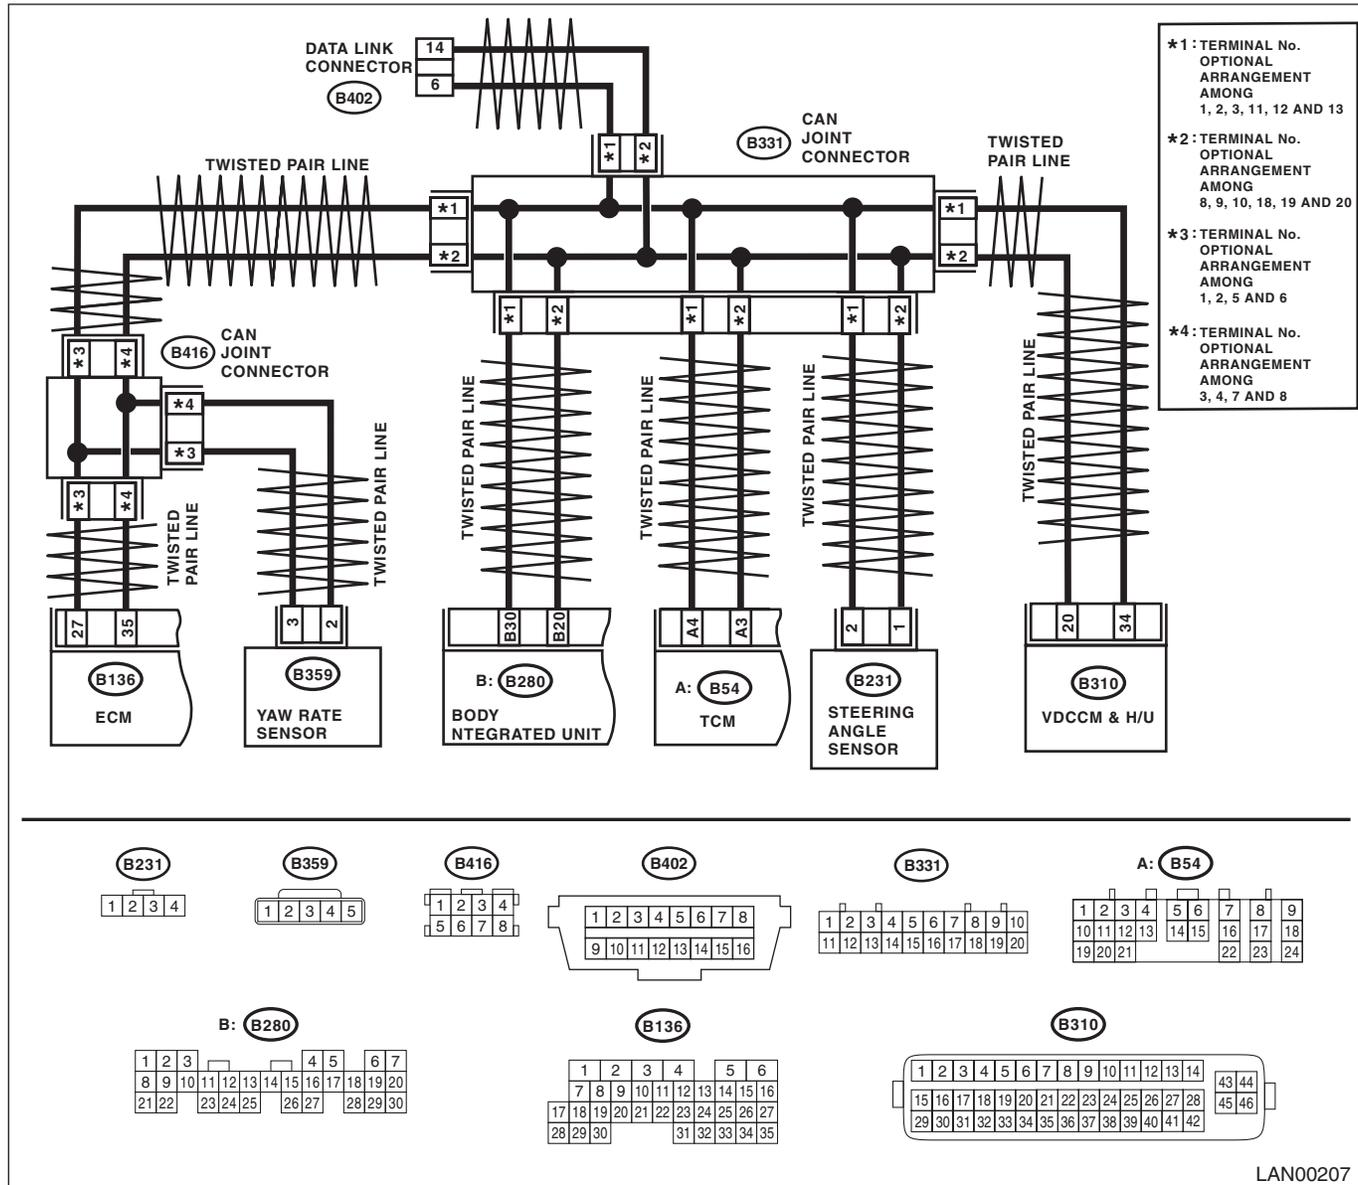 DATA LINK
CONNECTOR
B402
14
6
*1
*2
B331
CAN
JOINT
CONNECTOR
TWISTED PAIR LINE
TWISTED
PAIR LINE
*1: TERMINAL No.
OPTIONAL
ARRANGEMENT
AMONG
1, 2, 3, 11, 12 AND 13
*2: TERMINAL No.
OPTIONAL
ARRANGEMENT
AMONG
8, 9, 10, 18, 19 AND 20
*3: TERMINAL No.
OPTIONAL
ARRANGEMENT
AMONG
1, 2, 5 AND 6
*4: TERMINAL No.
OPTIONAL
ARRANGEMENT
AMONG
3, 4, 7 AND 8
*1
*2
*1
*2
*1
*2
*1
*2
*1
*2
*3
*4
B416
CAN
JOINT
CONNECTOR
*4
*3
*3
*4
TWISTED
PAIR LINE
TWISTED PAIR LINE
TWISTED PAIR LINE
TWISTED PAIR LINE
TWISTED PAIR LINE
TWISTED PAIR LINE
27
35
B136
ECM
3
2
B359
YAW RATE
SENSOR
B30
B20
B: B280
BODY
NTEGRATED UNIT
A4
A3
A: B54
TCM
2
1
B231
STEERING
ANGLE
SENSOR
20
34
B310
VDCCM & H/U
B231
1 2 3 4
B359
1 2 3 4 5
B416
1 2 3 4
5 6 7 8
B402
1 2 3 4 5 6 7 8
9 10 11 12 13 14 15 16
B331
1 2 3 4 5 6 7 8 9 10
11 12 13 14 15 16 17 18 19 20
A: B54
1 2 3 4 5 6 7 8 9
10 11 12 13 14 15 16 17 18
19 20 21 22 23 24
B: B280
1 2 3 4 5 6 7
8 9 10 11 12 13 14 15 16 17 18 19 20
21 22 23 24 25 26 27 28 29 30
B136
1 2 3 4 5 6
7 8 9 10 11 12 13 14 15 16
17 18 19 20 21 22 23 24 25 26 27
28 29 30 31 32 33 34 35
B310
1 2 3 4 5 6 7 8 9 10 11 12 13 14
15 16 17 18 19 20 21 22 23 24 25 26 27 28
29 30 31 32 33 34 35 36 37 38 39 40 41 42
43 44
45 46
LAN00207